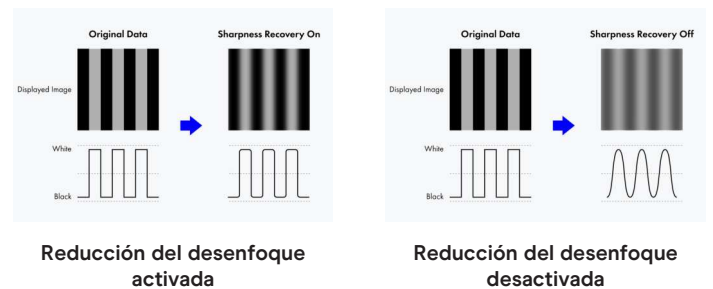 Original Data
Sharpness Recovery On
Displayed Image
White
Black
Reducción del desenfoque
activada
Original Data
Sharpness Recovery Off
Displayed Image
White
Black
Reducción del desenfoque
desactivada